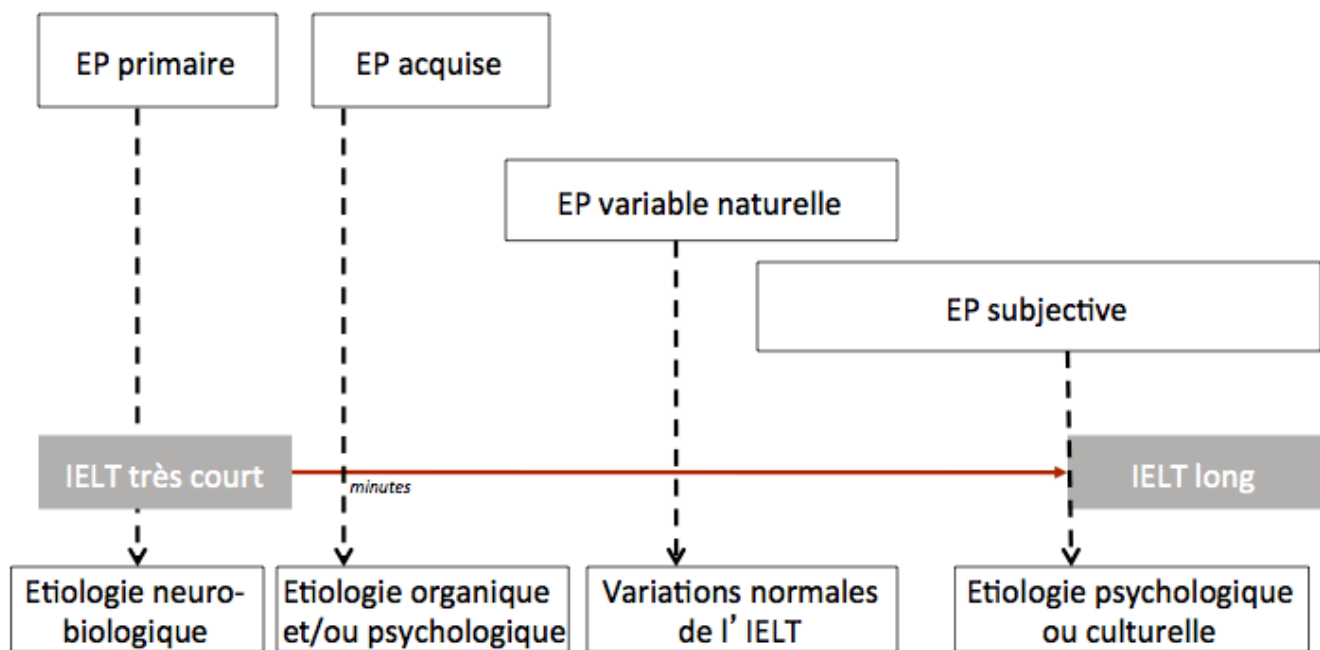 EP primaire
EP acquise
EP variable naturelle
EP subjective
IELT très court
minutes
IELT long
Etiologie neuro-
biologique
Etiologie organique
et/ou psychologique
Variations normales
de l’ IELT
Etiologie psychologique
ou culturelle